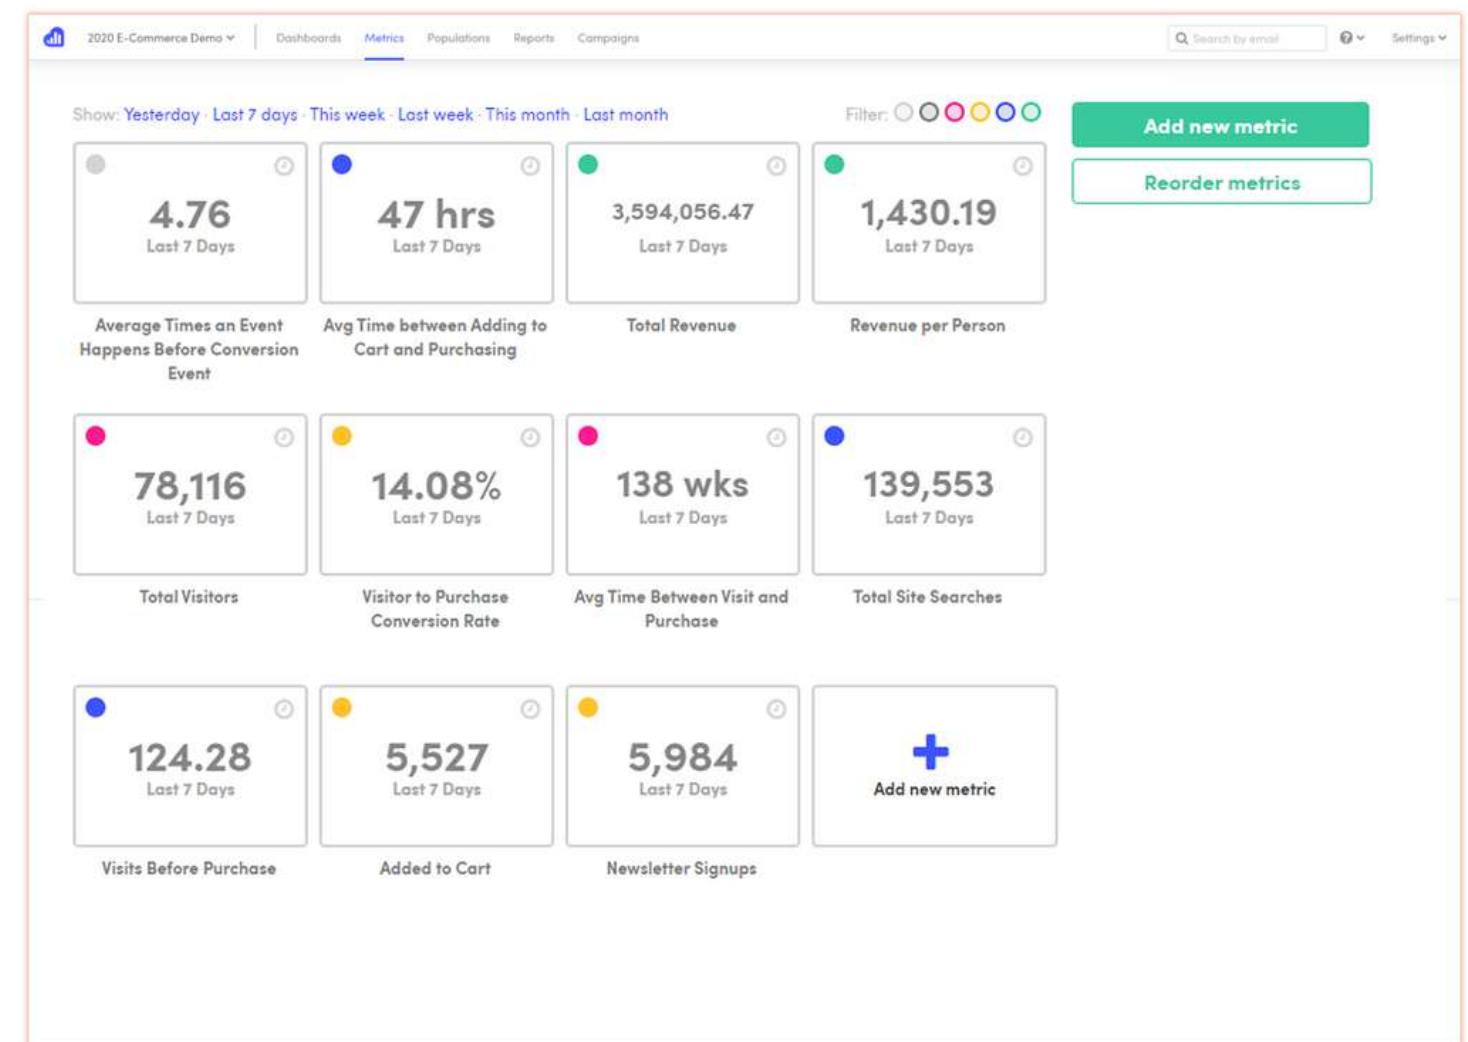 2020 E-Commerce Demo
Dashboards Metrics Populations Reports Campaigns
Search by email
Settings
Show: Yesterday · Last 7 days · This week · Last week · This month · Last month
Filter:
Add new metric
Reorder metrics
4.76
Last 7 Days
Average Times an Event
Happens Before Conversion
Event
47 hrs
Last 7 Days
Avg Time between Adding to
Cart and Purchasing
3,594,056.47
Last 7 Days
Total Revenue
1,430.19
Last 7 Days
Revenue per Person
78,116
Last 7 Days
Total Visitors
14.08%
Last 7 Days
Visitor to Purchase
Conversion Rate
138 wks
Last 7 Days
Avg Time Between Visit and
Purchase
139,553
Last 7 Days
Total Site Searches
124.28
Last 7 Days
Visits Before Purchase
5,527
Last 7 Days
Added to Cart
5,984
Last 7 Days
Newsletter Signups
Add new metric